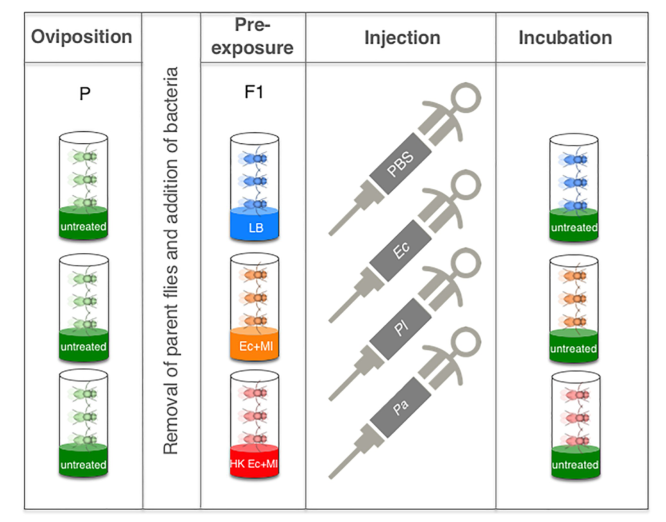 Oviposition
Pre-
exposure
Injection
Incubation
P
F1
Removal of parent flies and addition of bacteria
untreated
LB
PBS
untreated
Ec
untreated
Ec+Ml
Pl
untreated
untreated
HK Ec+Ml
Pa
untreated